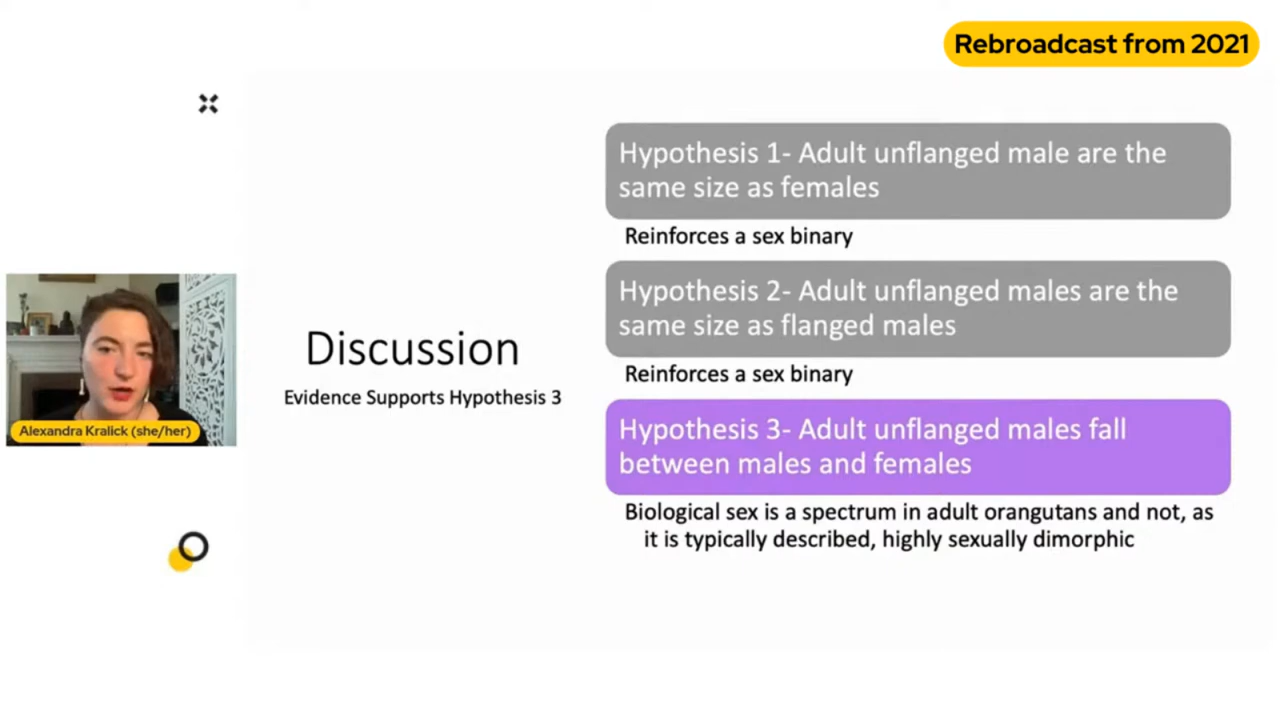 Rebroadcast from 2021
Hypothesis 1- Adult unflanged male are the
same size as females
Reinforces a sex binary
Hypothesis 2- Adult unflanged males are the
same size as flanged males
Reinforces a sex binary
Discussion
Evidence Supports Hypothesis 3
Alexandra Kralick (she/her)
Hypothesis 3- Adult unflanged males fall
between males and females
Biological sex is a spectrum in adult orangutans and not, as
it is typically described, highly sexually dimorphic